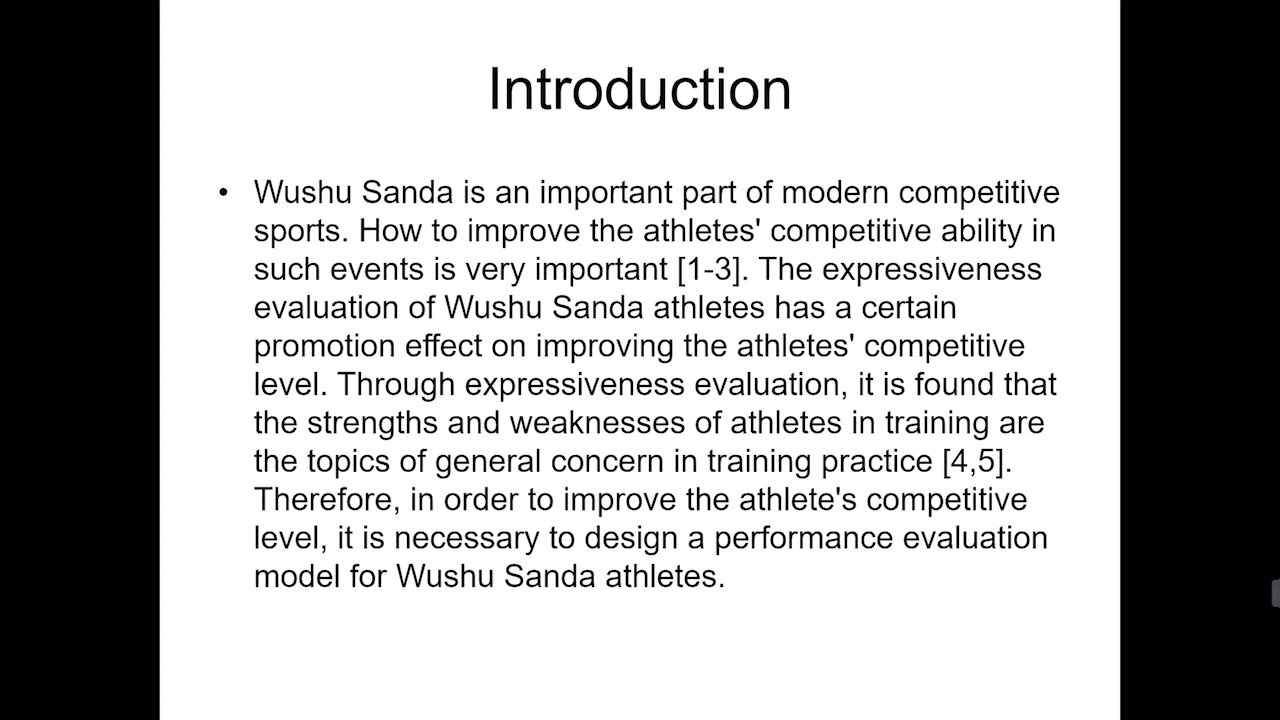 Introduction
• Wushu Sanda is an important part of modern competitive
sports. How to improve the athletes' competitive ability in
such events is very important [1-3]. The expressiveness
evaluation of Wushu Sanda athletes has a certain
promotion effect on improving the athletes' competitive
level. Through expressiveness evaluation, it is found that
the strengths and weaknesses of athletes in training are
the topics of general concern in training practice [4,5].
Therefore, in order to improve the athlete's competitive
level, it is necessary to design a performance evaluation
model for Wushu Sanda athletes.